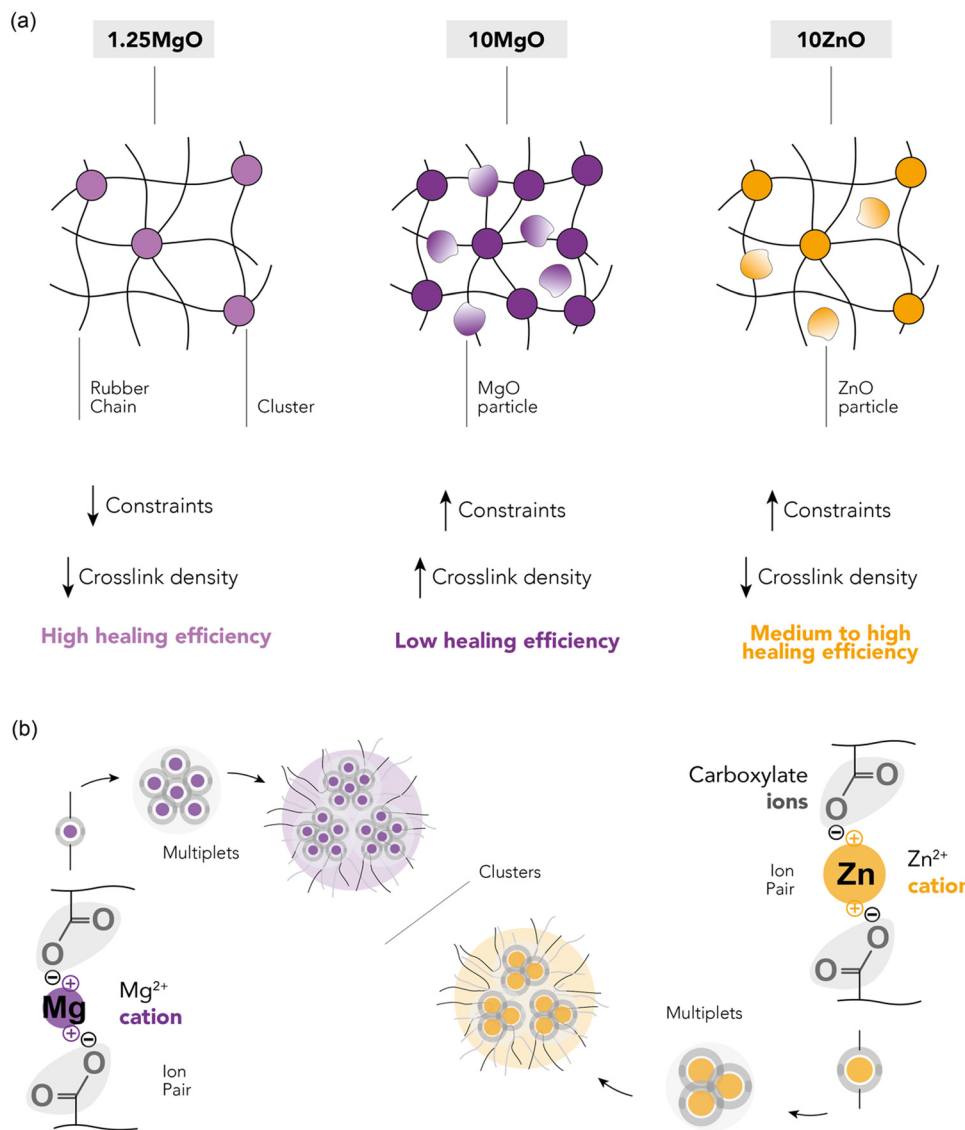 (a)
1.25MgO
10MgO
10ZnO
Rubber
Chain
Cluster
MgO
particle
ZnO
particle
↓ Constraints
↑ Constraints
↑ Constraints
↓ Crosslink density
↑ Crosslink density
↓ Crosslink density
High healing efficiency
Low healing efficiency
Medium to high
healing efficiency
(b)
Multiplets
Clusters
O
O
⊖
⊕
Mg
⊕
⊖
O
O
Mg²⁺
cation
Ion
Pair
Carboxylate
ions
O
O
⊖
⊕
Zn
⊕
⊖
O
O
Ion
Pair
Zn²⁺
cation
Multiplets